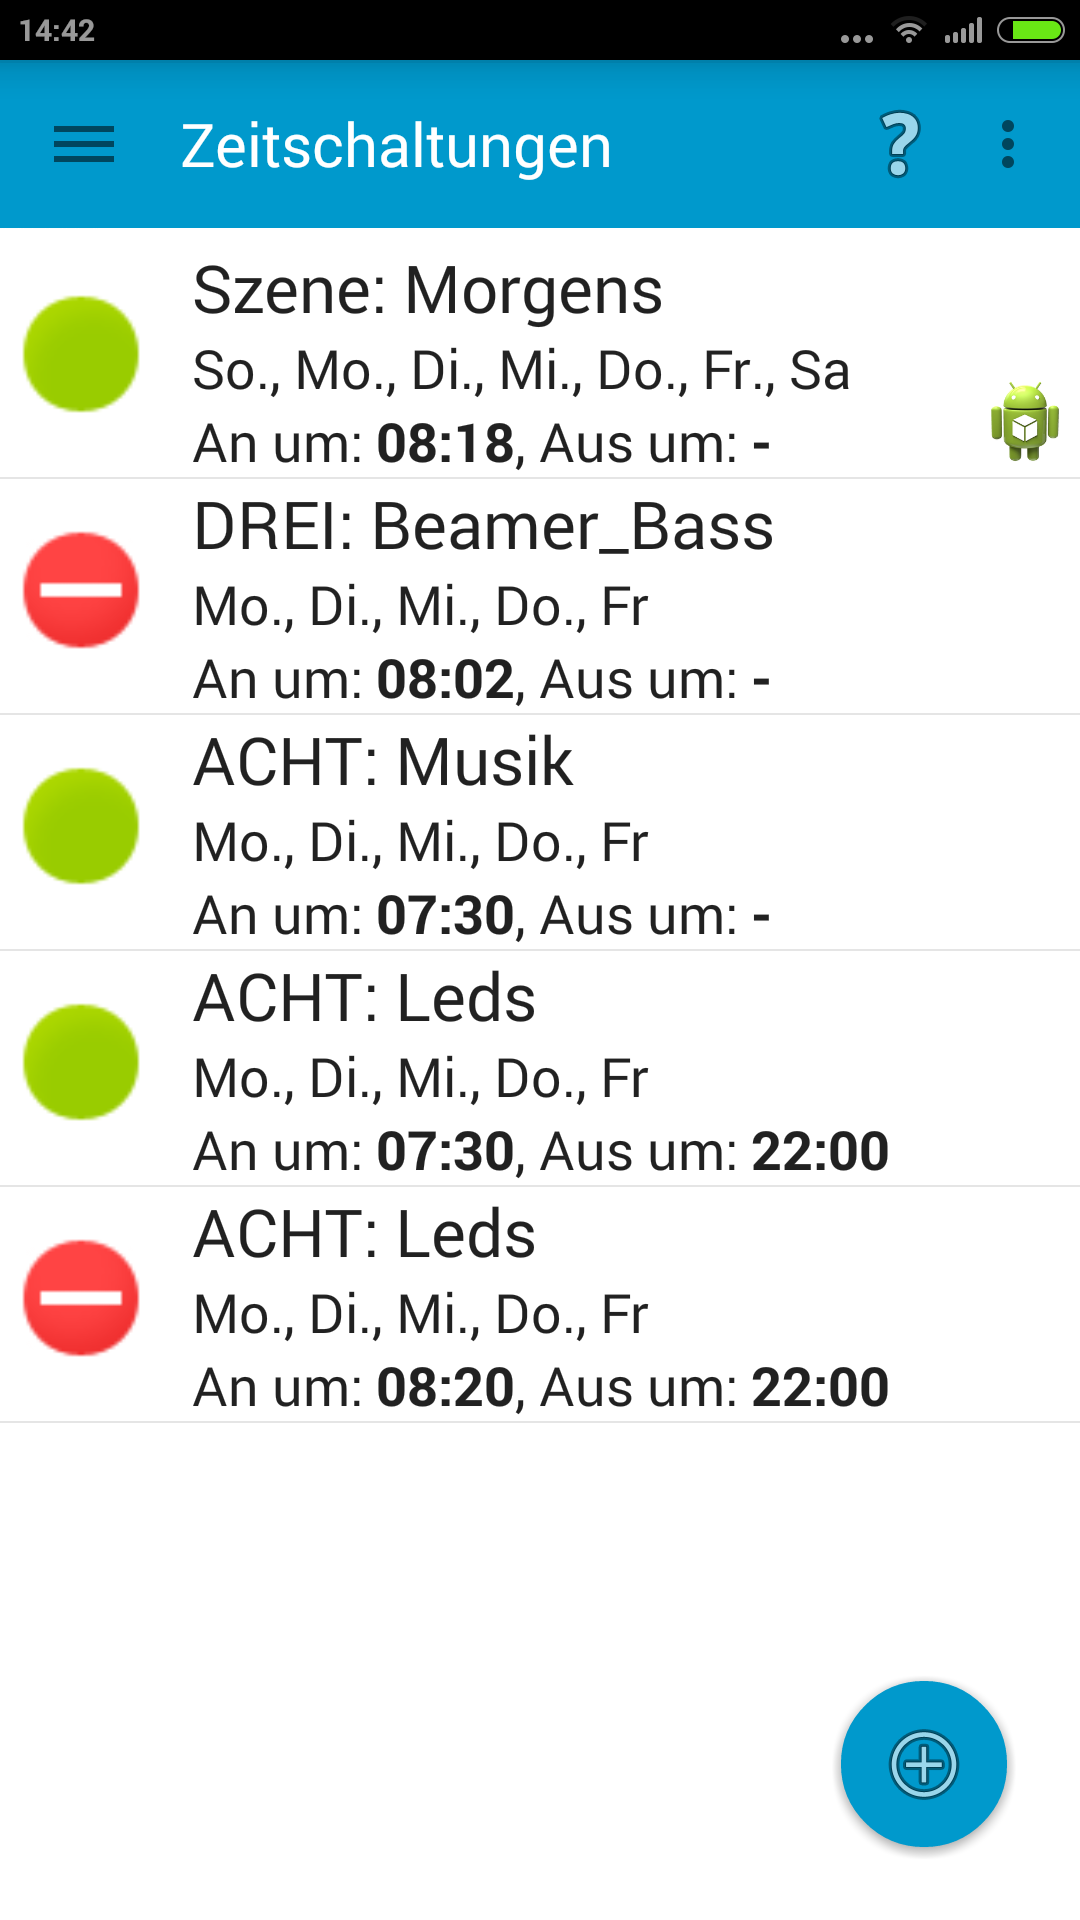 14:42
Zeitschaltungen
Szene: Morgens
So., Mo., Di., Mi., Do., Fr., Sa
An um: 08:18, Aus um: -
DREI: Beamer_Bass
Mo., Di., Mi., Do., Fr
An um: 08:02, Aus um: -
ACHT: Musik
Mo., Di., Mi., Do., Fr
An um: 07:30, Aus um: -
ACHT: Leds
Mo., Di., Mi., Do., Fr
An um: 07:30, Aus um: 22:00
ACHT: Leds
Mo., Di., Mi., Do., Fr
An um: 08:20, Aus um: 22:00